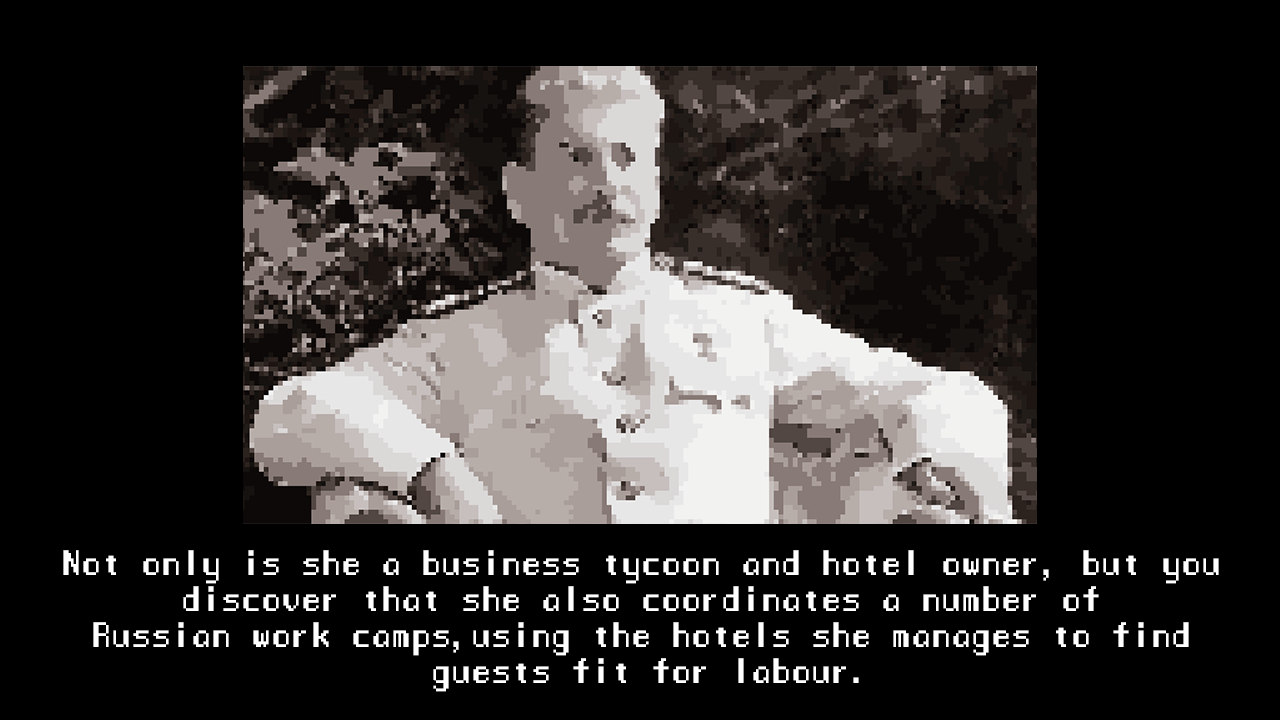 Not only is she a business tycoon and hotel owner, but you
discover that she also coordinates a number of
Russian work camps,using the hotels she manages to find
guests fit for labour.